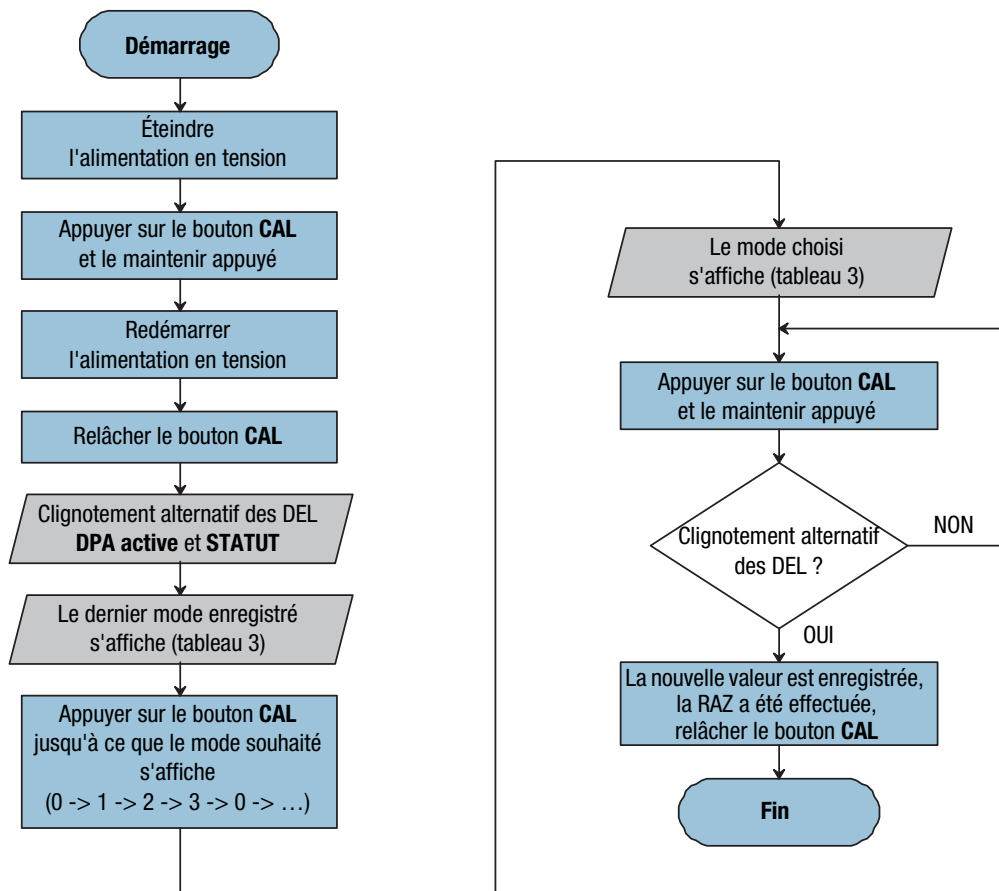 Démarrage
Éteindre
l'alimentation en tension
Appuyer sur le bouton CAL
et le maintenir appuyé
Redémarrer
l'alimentation en tension
Relâcher le bouton CAL
Clignotement alternatif des DEL
DPA active et STATUT
Le dernier mode enregistré
s'affiche (tableau 3)
Appuyer sur le bouton CAL
jusqu'à ce que le mode souhaité
s'affiche
(0 -> 1 -> 2 -> 3 -> 0 -> …)
Le mode choisi
s'affiche (tableau 3)
Appuyer sur le bouton CAL
et le maintenir appuyé
Clignotement alternatif
des DEL ?
NON
OUI
La nouvelle valeur est enregistrée,
la RAZ a été effectuée,
relâcher le bouton CAL
Fin